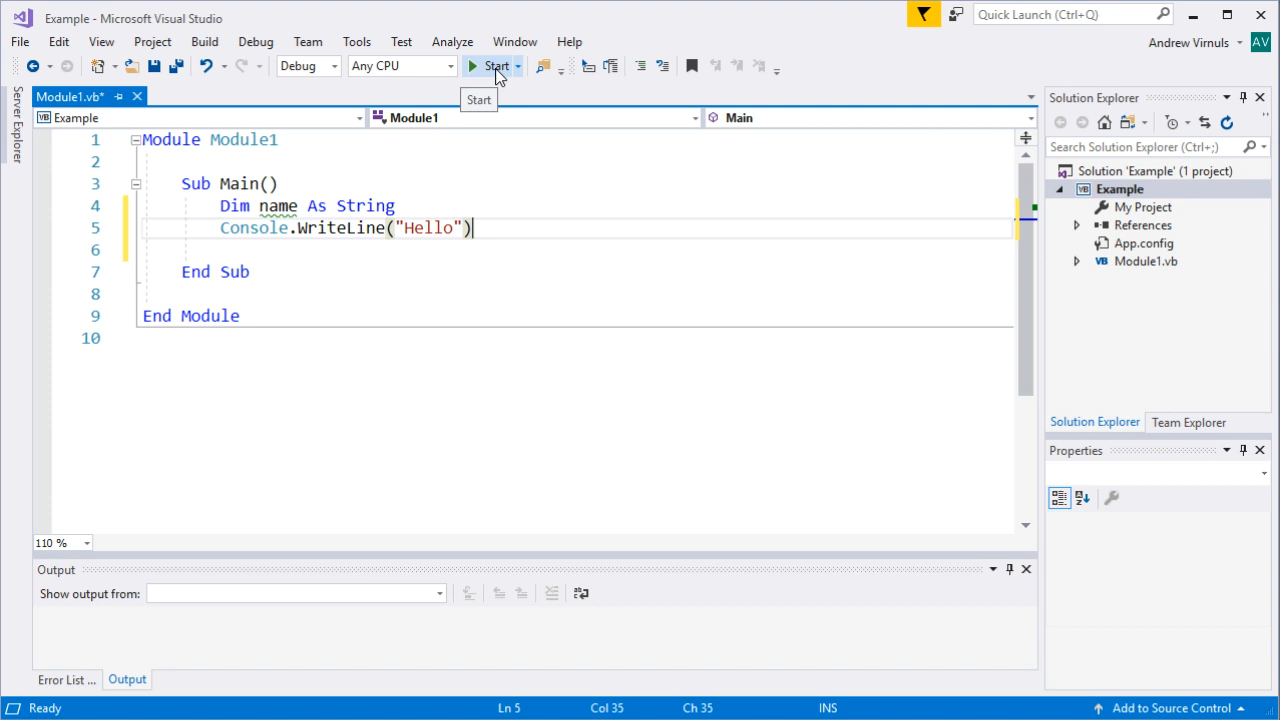 Example - Microsoft Visual Studio
Quick Launch (Ctrl+Q)
File Edit View Project Build Debug Team Tools Test Analyze Window Help
Andrew Virnuls AV
Debug Any CPU Start
Start
Server Explorer
Module1.vb*
Example Module1 Main
1 Module Module1
2
3 Sub Main()
4 Dim name As String
5 Console.WriteLine("Hello")
6
7 End Sub
8
9 End Module
10
110 %
Solution Explorer
Search Solution Explorer (Ctrl+;)
Solution 'Example' (1 project)
VB Example
My Project
References
App.config
VB Module1.vb
Solution Explorer Team Explorer
Properties
Output
Show output from:
Error List ... Output
Ready Ln 5 Col 35 Ch 35 INS Add to Source Control